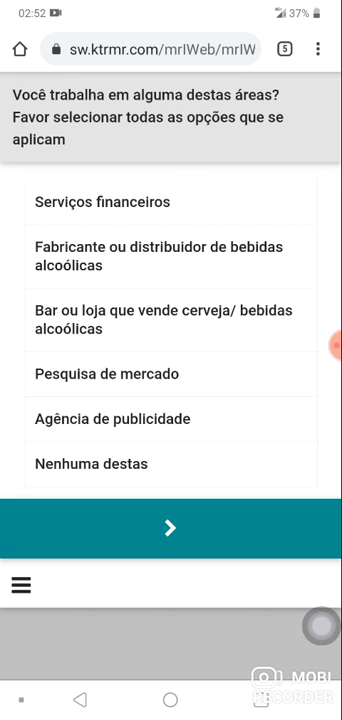 02:52
37%
sw.ktrmr.com/mrIWeb/mrIW
5
Você trabalha em alguma destas áreas?
Favor selecionar todas as opções que se
aplicam
Serviços financeiros
Fabricante ou distribuidor de bebidas
alcoólicas
Bar ou loja que vende cerveja/ bebidas
alcoólicas
Pesquisa de mercado
Agência de publicidade
Nenhuma destas
MOBI
RECORDER